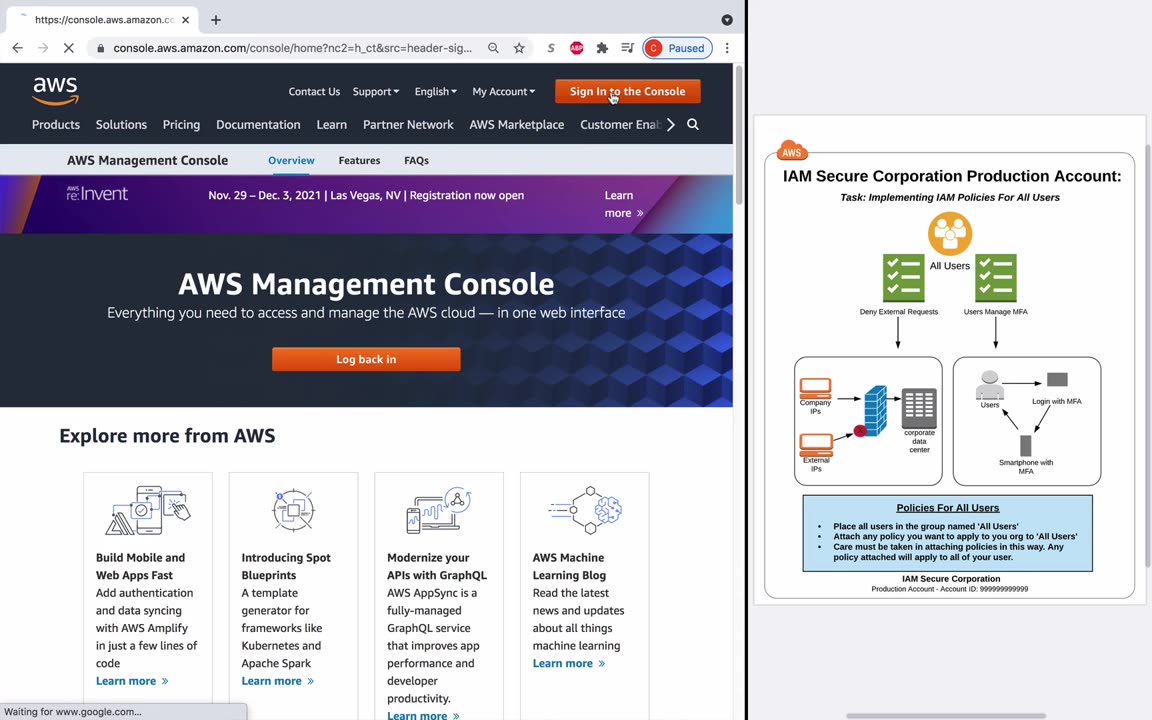 https://console.aws.amazon.cc
console.aws.amazon.com/console/home?nc2=h_ct&src=header-sig...
S
ABP
C
Paused
aws
Contact Us
Support
English
My Account
Sign In to the Console
Products
Solutions
Pricing
Documentation
Learn
Partner Network
AWS Marketplace
Customer Enab
AWS Management Console
Overview
Features
FAQs
AWS
re:Invent
Nov. 29 – Dec. 3, 2021 | Las Vegas, NV | Registration now open
Learn
more »
AWS Management Console
Everything you need to access and manage the AWS cloud — in one web interface
Log back in
Explore more from AWS
Build Mobile and
Web Apps Fast
Add authentication
and data syncing
with AWS Amplify
in just a few lines of
code
Learn more »
Introducing Spot
Blueprints
A template
generator for
frameworks like
Kubernetes and
Apache Spark
Learn more »
Modernize your
APIs with GraphQL
AWS AppSync is a
fully-managed
GraphQL service
that improves app
performance and
developer
productivity.
Learn more »
AWS Machine
Learning Blog
Read the latest
news and updates
about all things
machine learning
Learn more »
Waiting for www.google.com...
AWS
IAM Secure Corporation Production Account:
Task: Implementing IAM Policies For All Users
All Users
Deny External Requests
Users Manage MFA
Company
IPs
External
IPs
X
corporate
data
center
Users
Login with MFA
Smartphone with
MFA
Policies For All Users
• Place all users in the group named 'All Users'
• Attach any policy you want to apply to you org to 'All Users'
• Care must be taken in attaching policies in this way. Any
policy attached will apply to all of your user.
IAM Secure Corporation
Production Account - Account ID: 999999999999